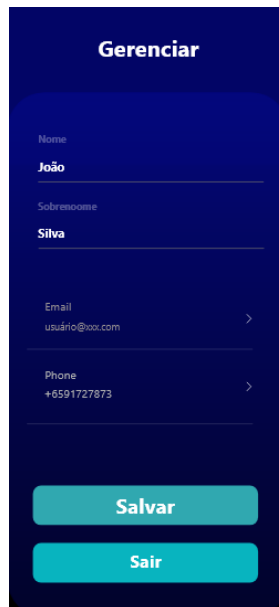 Gerenciar
Nome
João
Sobrenoome
Silva
Email
usuário@xxx.com
Phone
+6591727873
Salvar
Sair